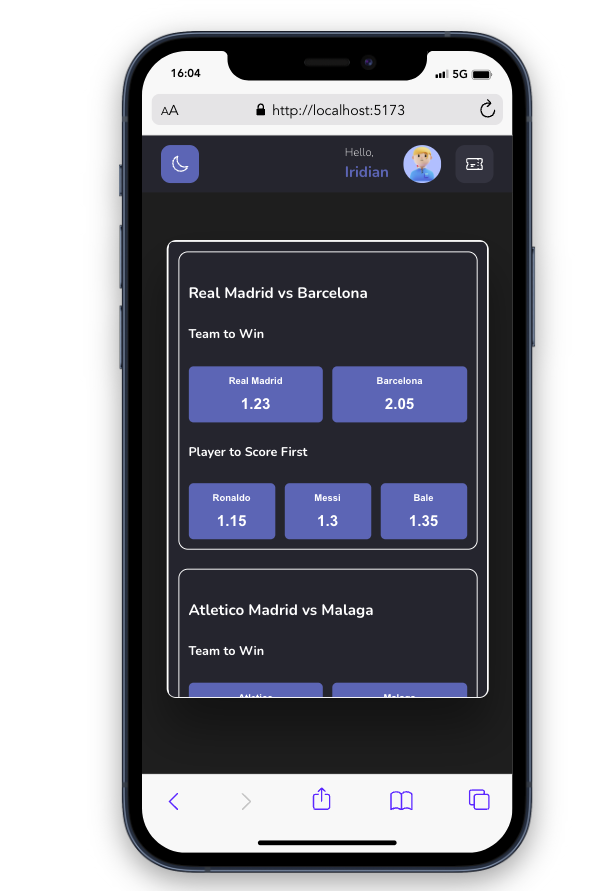 16:04
5G
AA
http://localhost:5173
Hello,
Iridian
Real Madrid vs Barcelona
Team to Win
Real Madrid Barcelona
1.23 2.05
Player to Score First
Ronaldo Messi Bale
1.15 1.3 1.35
Atletico Madrid vs Malaga
Team to Win
Atletico Malaga